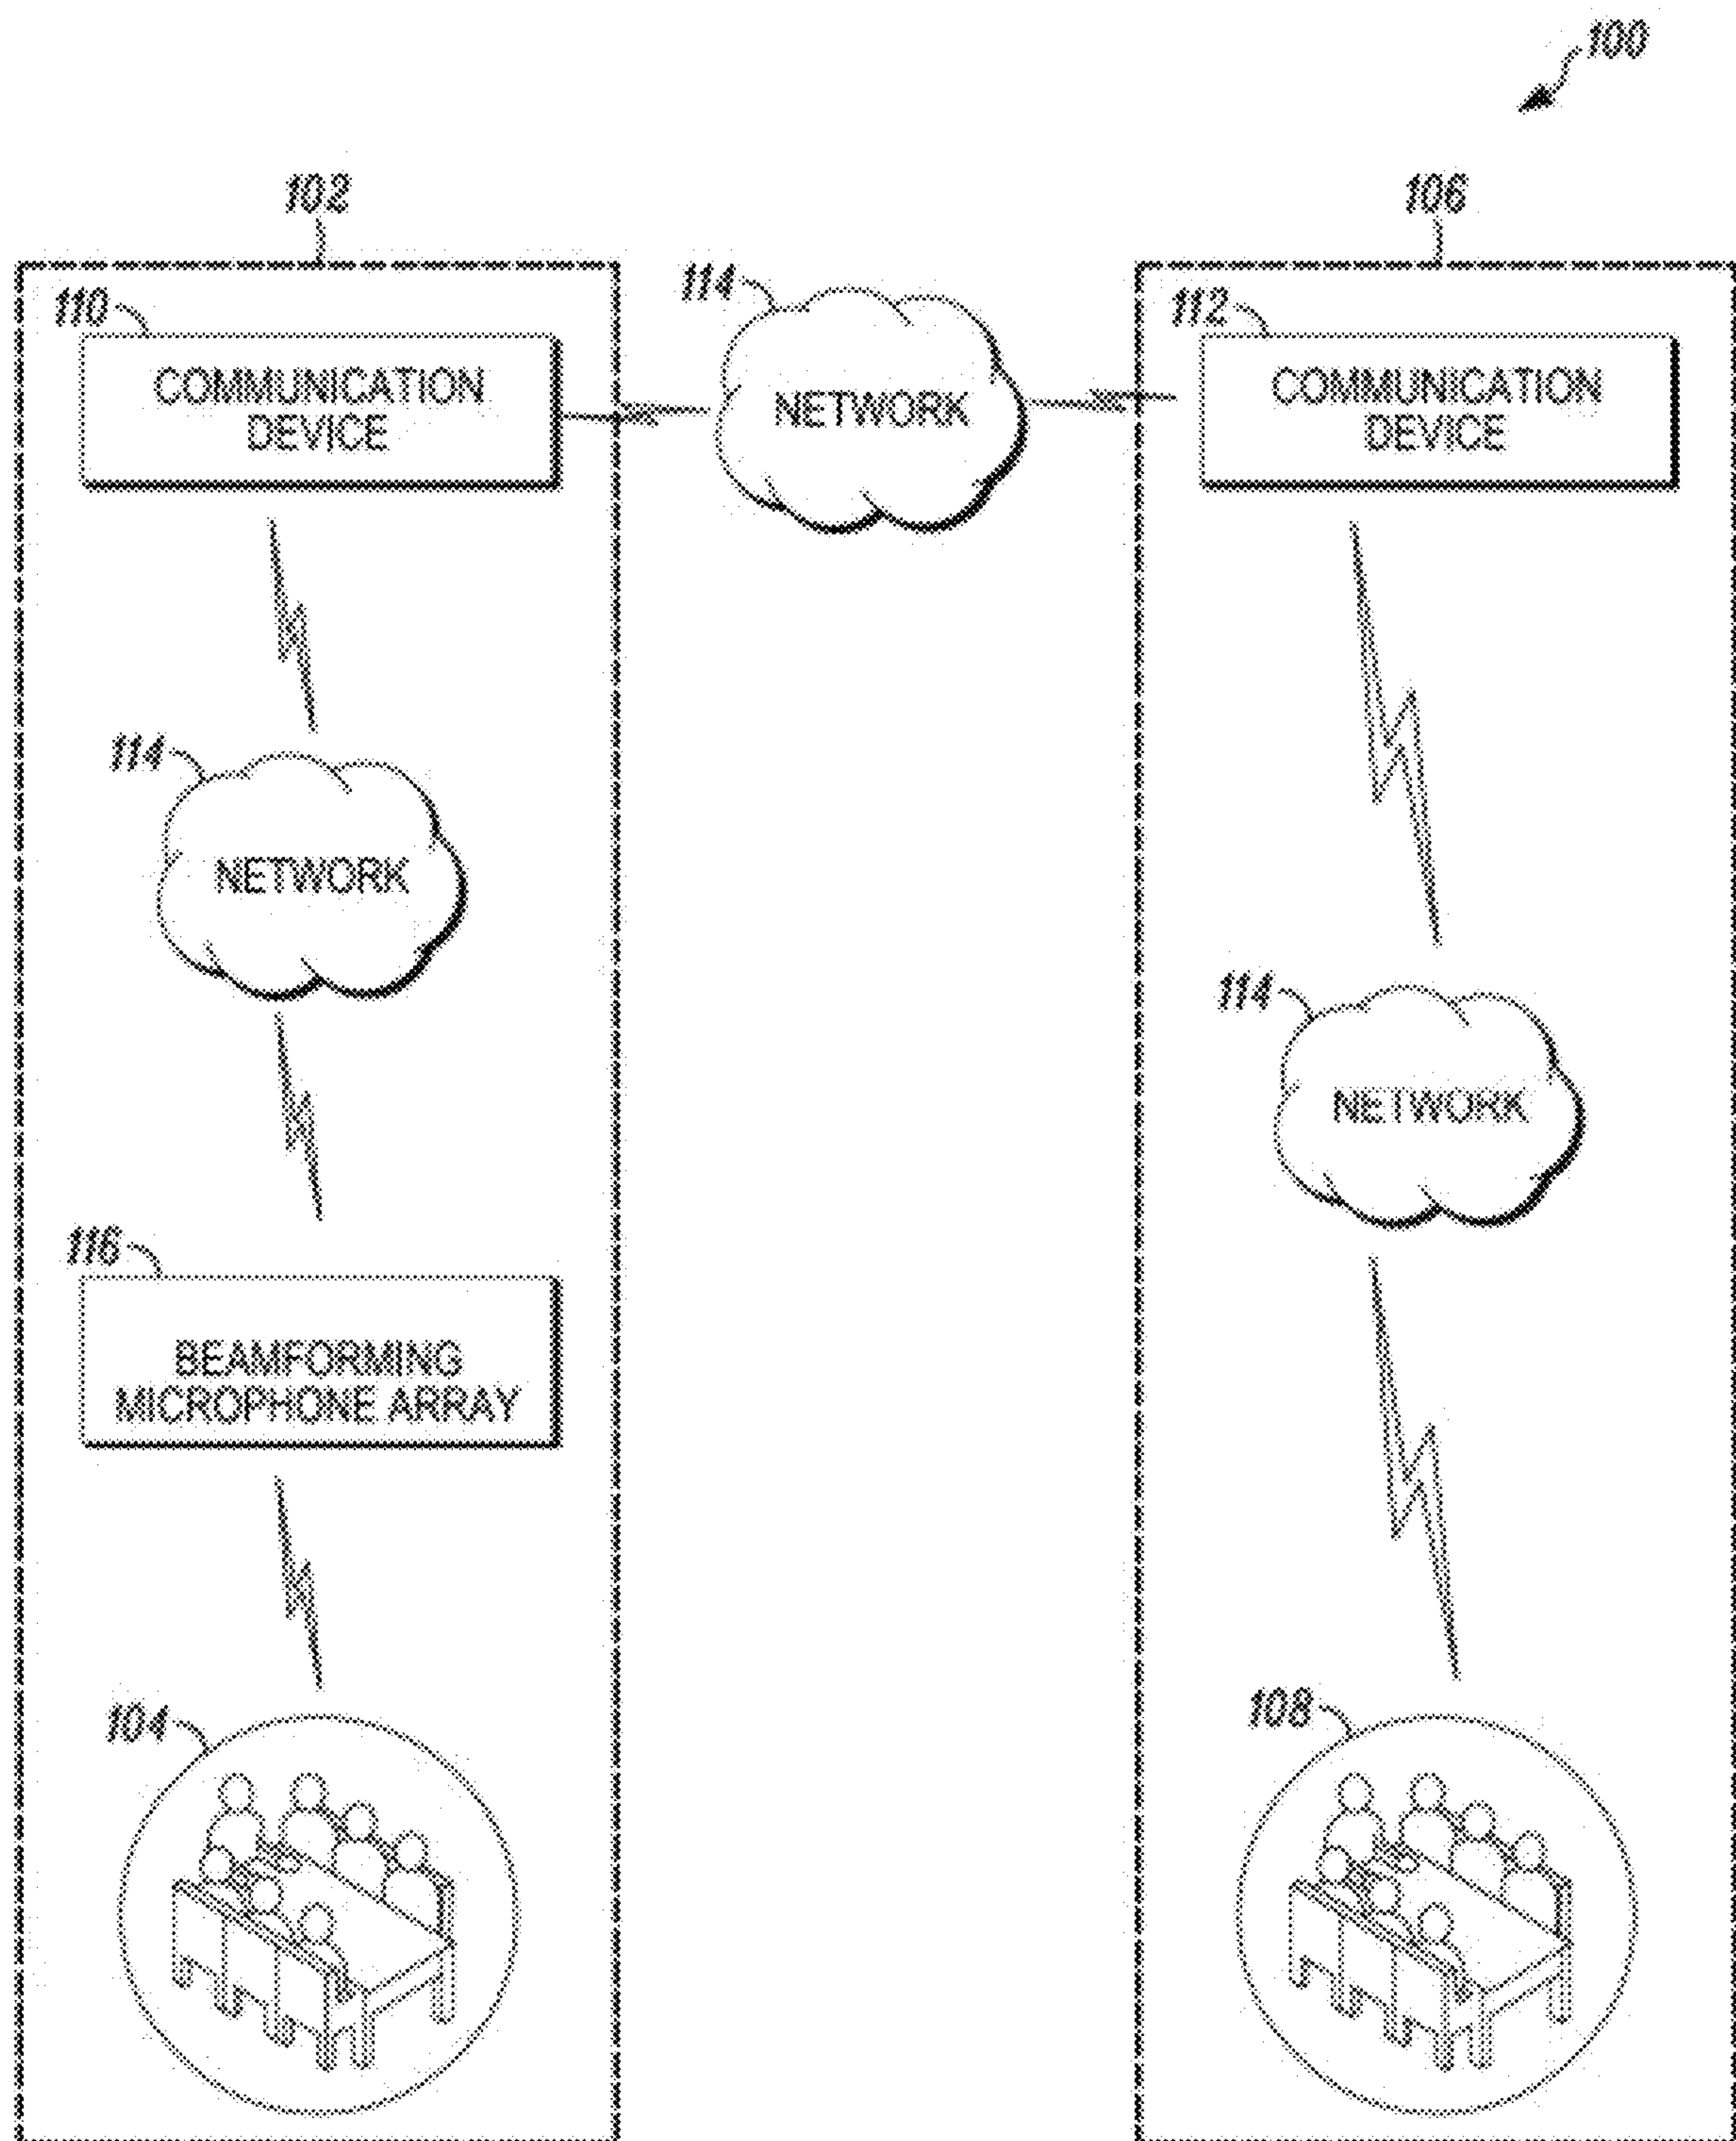 100
102
106
110
114
112
COMMUNICATION
DEVICE
NETWORK
COMMUNICATION
DEVICE
114
NETWORK
114
NETWORK
116
BEAMFORMING
MICROPHONE ARRAY
104
108